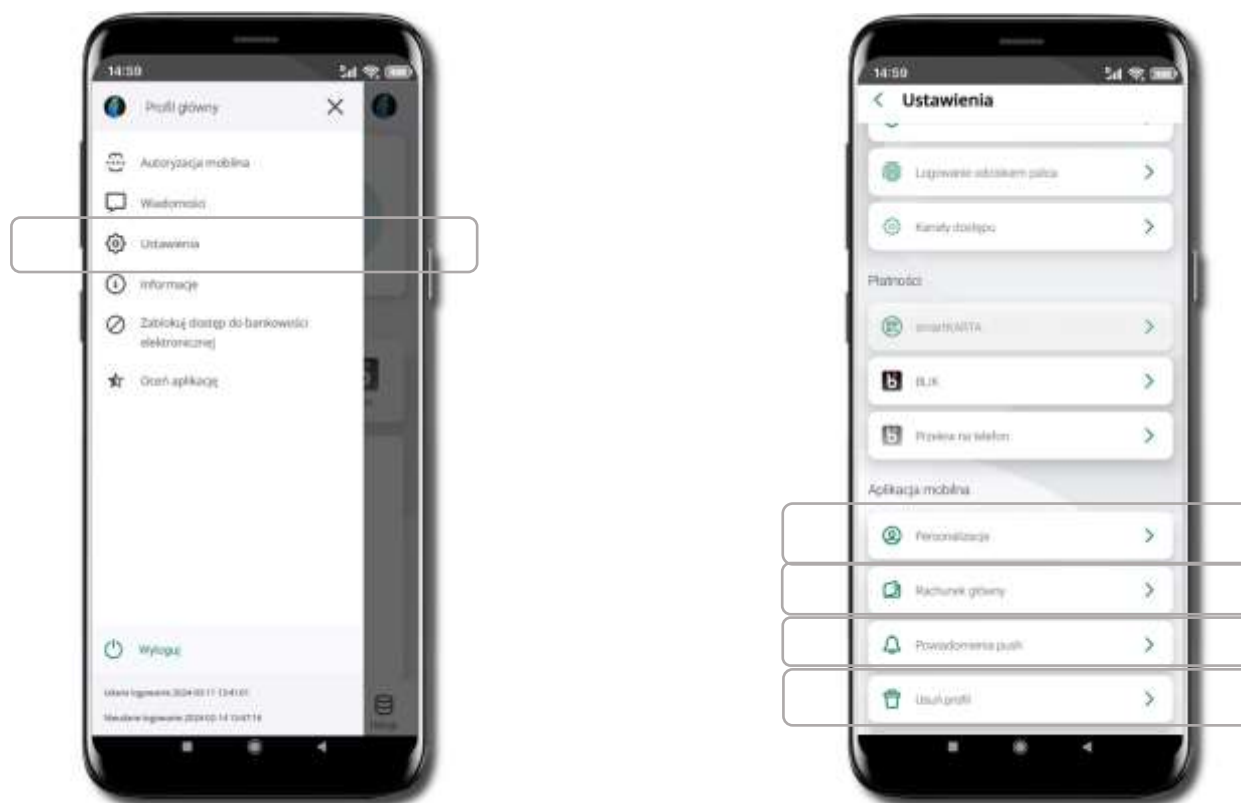 14:59
Profil główny
Autoryzacja mobilna
Wiadomości
Ustawienia
Informacje
Zablokuj dostęp do bankowości
elektronicznej
Oceń aplikację
Wyloguj
14:59
Ustawienia
Logowanie odciskiem palca
Kanały dostępu
Płatności
smartKARTA
BLIK
Przelew na telefon
Aplikacja mobilna
Personalizacja
Rachunek główny
Powiadomienia push
Usuń profil